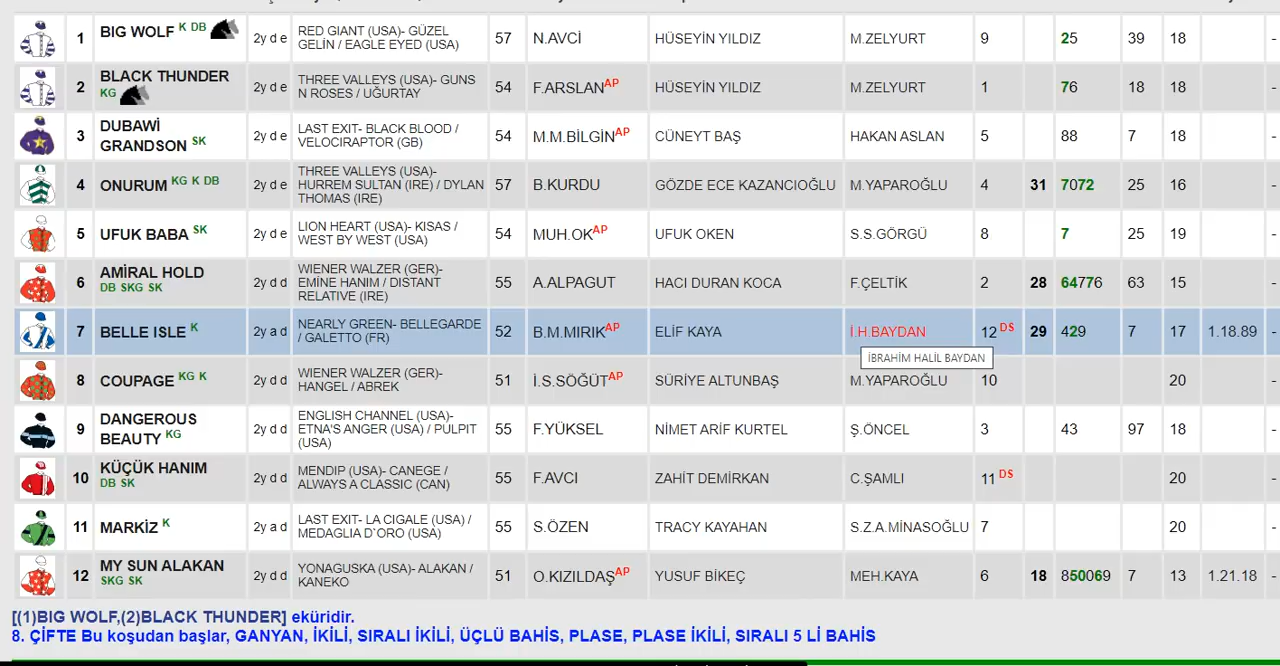 1 BIG WOLF K DB 2y d e RED GIANT (USA)- GÜZEL GELİN / EAGLE EYED (USA) 57 N.AVCI HÜSEYİN YILDIZ M.ZELYURT 9 25 39 18 -
2 BLACK THUNDER KG 2y d e THREE VALLEYS (USA)- GUNS N ROSES / UĞURTAY 54 F.ARSLAN AP HÜSEYİN YILDIZ M.ZELYURT 1 76 18 18 -
3 DUBAWİ GRANDSON SK 2y d e LAST EXIT- BLACK BLOOD / VELOCIRAPTOR (GB) 54 M.M.BİLGİN AP CÜNEYT BAŞ HAKAN ASLAN 5 88 7 18 -
4 ONURUM KG K DB 2y d e THREE VALLEYS (USA)- HURREM SULTAN (IRE) / DYLAN THOMAS (IRE) 57 B.KURDU GÖZDE ECE KAZANCIOĞLU M.YAPAROĞLU 4 31 7072 25 16 -
5 UFUK BABA SK 2y d e LION HEART (USA)- KISAS / WEST BY WEST (USA) 54 MUH.OK AP UFUK OKEN S.S.GÖRGÜ 8 7 25 19 -
6 AMİRAL HOLD DB SKG SK 2y d d WIENER WALZER (GER)- EMİNE HANIM / DISTANT RELATIVE (IRE) 55 A.ALPAGUT HACI DURAN KOCA F.ÇELTİK 2 28 64776 63 15 -
7 BELLE ISLE K 2y a d NEARLY GREEN- BELLEGARDE / GALETTO (FR) 52 B.M.MIRIK AP ELİF KAYA İ.H.BAYDAN 12 DS 29 429 7 17 1.18.89 -
İBRAHİM HALİL BAYDAN
8 COUPAGE KG K 2y d d WIENER WALZER (GER)- HANGEL / ABREK 51 İ.S.SÖĞÜT AP SÜRİYE ALTUNBAŞ M.YAPAROĞLU 10 20 -
9 DANGEROUS BEAUTY KG 2y d d ENGLISH CHANNEL (USA)- ETNA'S ANGER (USA) / PULPIT (USA) 55 F.YÜKSEL NİMET ARİF KURTEL Ş.ÖNCEL 3 43 97 18 -
10 KÜÇÜK HANIM DB SK 2y d d MENDIP (USA)- CANEGE / ALWAYS A CLASSIC (CAN) 55 F.AVCI ZAHİT DEMİRKAN C.ŞAMLI 11 DS 20 -
11 MARKİZ K 2y a d LAST EXIT- LA CIGALE (USA) / MEDAGLIA D`ORO (USA) 55 S.ÖZEN TRACY KAYAHAN S.Z.A.MİNASOĞLU 7 20 -
12 MY SUN ALAKAN SKG SK 2y d d YONAGUSKA (USA)- ALAKAN / KANEKO 51 O.KIZILDAŞ AP YUSUF BİKEÇ MEH.KAYA 6 18 850069 7 13 1.21.18 -
[(1)BIG WOLF,(2)BLACK THUNDER] eküridir.
8. ÇİFTE Bu koşudan başlar, GANYAN, İKİLİ, SIRALI İKİLİ, ÜÇLÜ BAHİS, PLASE, PLASE İKİLİ, SIRALI 5 Lİ BAHİS